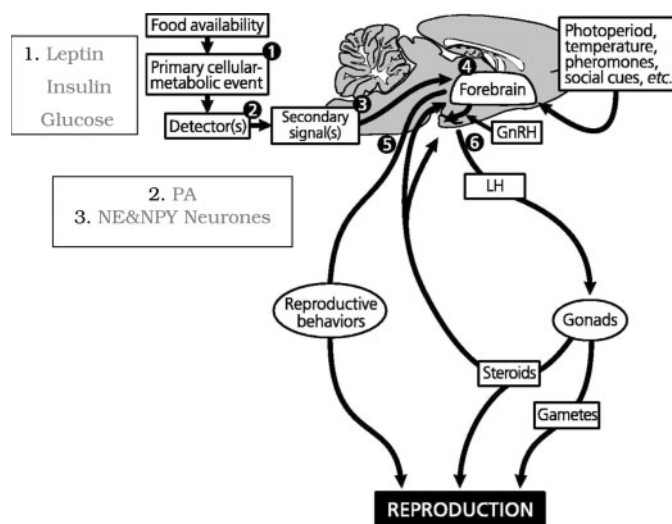 Food availability
1
Primary cellular-
metabolic event
2
Detector(s)
3
Secondary
signal(s)
4
Forebrain
Photoperiod,
temperature,
pheromones,
social cues, etc.
5
6
GnRH
LH
1. Leptin
Insulin
Glucose
2. PA
3. NE&NPY Neurones
Reproductive
behaviors
Gonads
Steroids
Gametes
REPRODUCTION